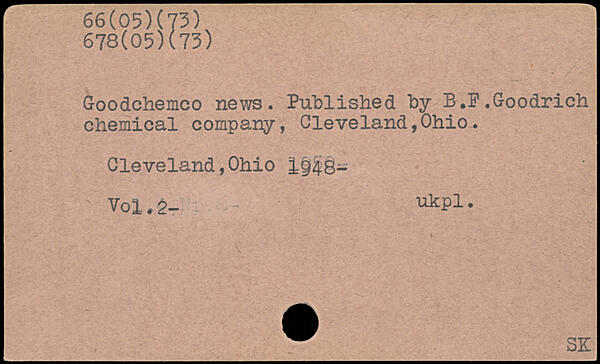 66(05)(73)
678(05)(73)
Goodchemco news. Published by B.F.Goodrich
chemical company, Cleveland,Ohio.
Cleveland,Ohio 1948-
Vol.2- ukpl.
SK